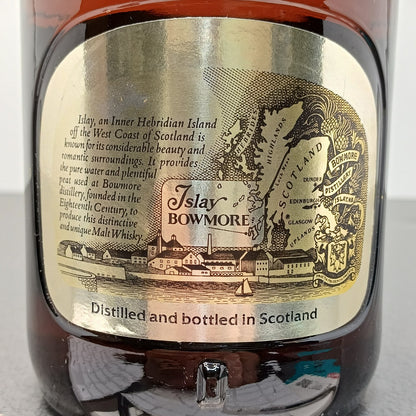 Islay, an Inner Hebridian Island
off the West Coast of Scotland is
known for its considerable beauty and
romantic surroundings. It provides
the pure water and plentiful
peat used at Bowmore
distillery, founded in the
Eighteenth Century, to
produce this distinctive
and unique Malt Whisky.
Islay
BOWMORE
HEBRIDES
HIGHLANDS
SCOTLAND
DUNDEE
EDINBURGH
GLASGOW
UPLANDS
BOWMORE
DISTILLERY
ISLAY
Distilled and bottled in Scotland